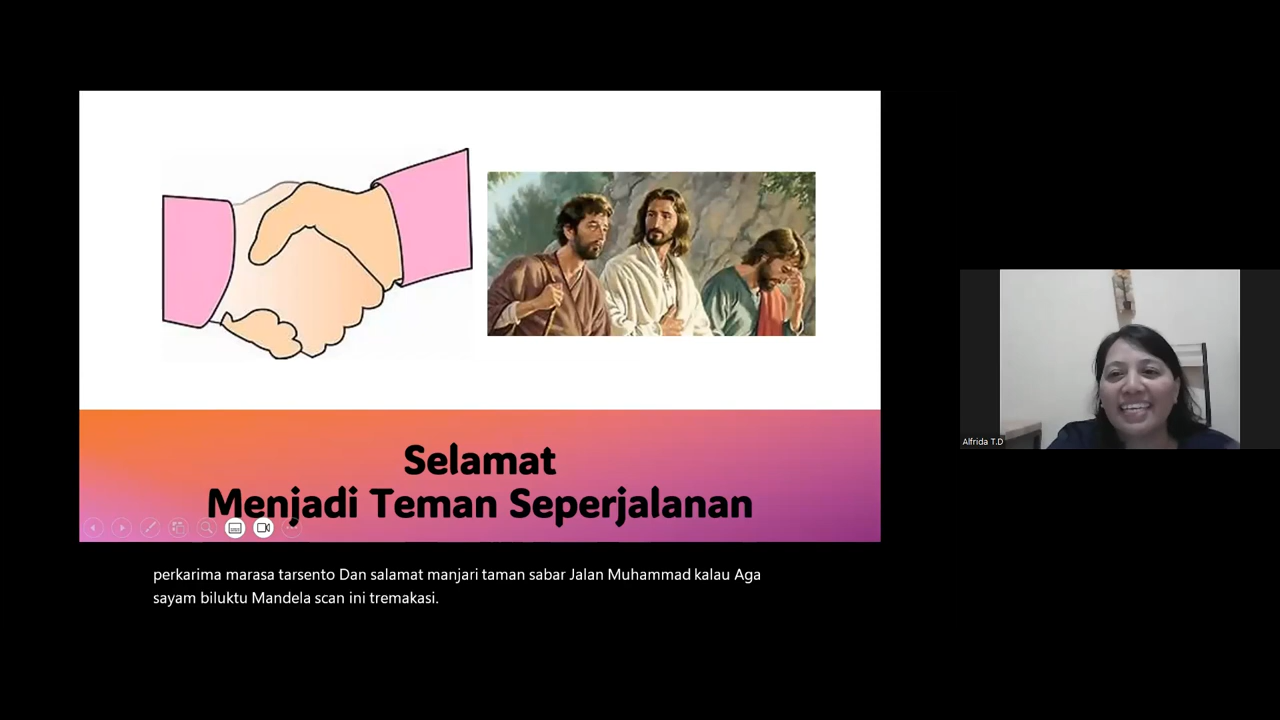 Selamat
Menjadi Teman Seperjalanan
Alfrida T.D
perkarima marasa tarsento Dan salamat manjari taman sabar Jalan Muhammad kalau Aga
sayam biluktu Mandela scan ini tremakasi.